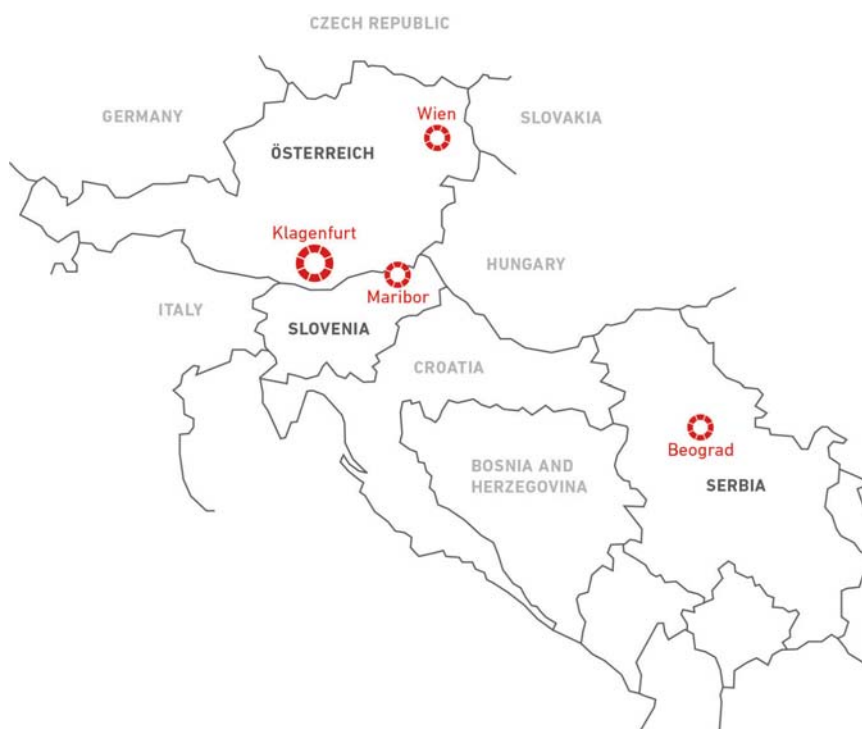 CZECH REPUBLIC
GERMANY
Wien
SLOVAKIA
ÖSTERREICH
Klagenfurt
HUNGARY
Maribor
ITALY
SLOVENIA
CROATIA
Beograd
BOSNIA AND
HERZEGOVINA
SERBIA